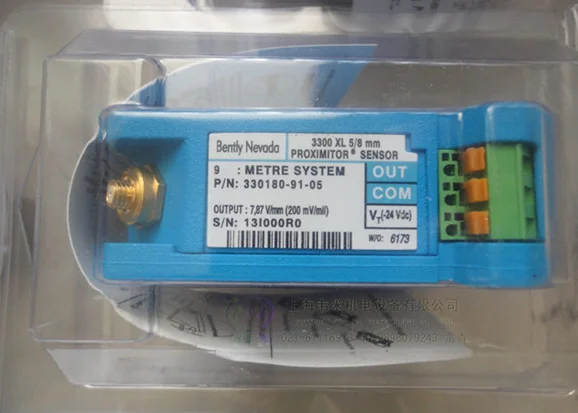 Bently Nevada
3300 XL 5/8 mm
PROXIMITOR® SENSOR
9 : METRE SYSTEM
P/N: 330180-91-05
OUT
COM
OUTPUT : 7,87 V/mm (200 mV/mil)
S/N: 13I000R0
VT(-24 Vdc)
W/O: 6173